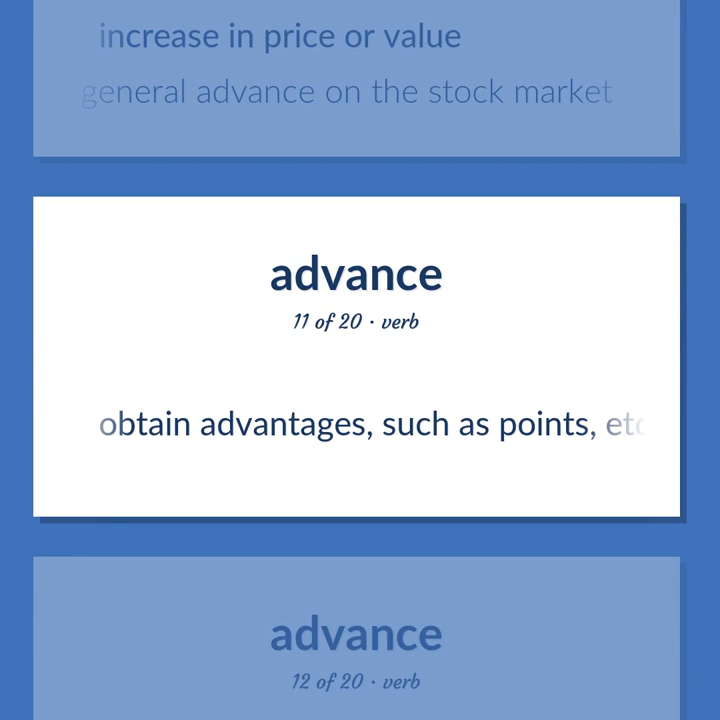 increase in price or value
general advance on the stock market
advance
11 of 20 · verb
obtain advantages, such as points, etc
advance
12 of 20 · verb